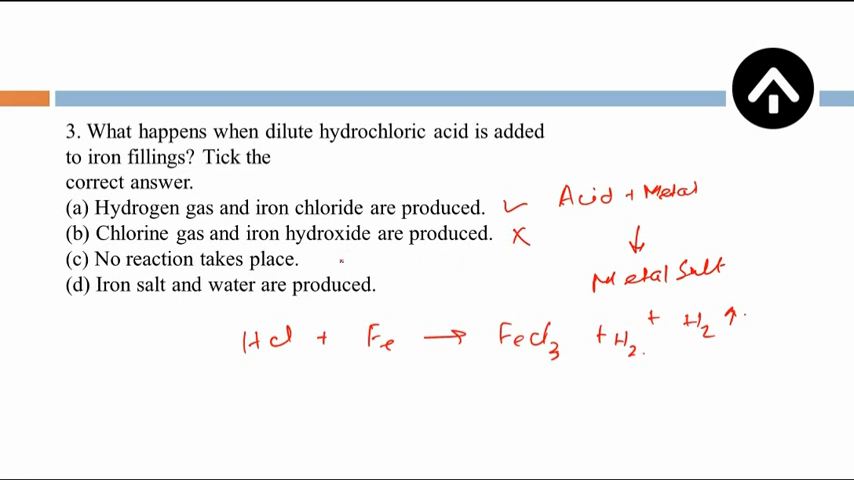 3. What happens when dilute hydrochloric acid is added
to iron fillings? Tick the
correct answer.
(a) Hydrogen gas and iron chloride are produced. ✓
(b) Chlorine gas and iron hydroxide are produced. X
(c) No reaction takes place.
(d) Iron salt and water are produced.
Acid + Metal
↓
Metal Salt
+ H₂ ↑
HCl + Fe → FeCl₃ + H₂